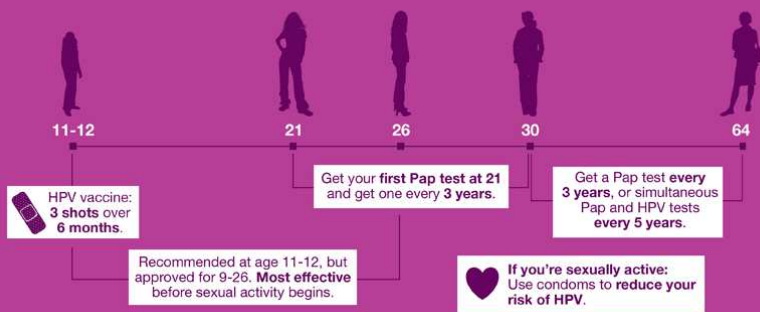 11-12
21
26
30
64
HPV vaccine:
3 shots over
6 months.
Recommended at age 11-12, but
approved for 9-26. Most effective
before sexual activity begins.
Get your first Pap test at 21
and get one every 3 years.
Get a Pap test every
3 years, or simultaneous
Pap and HPV tests
every 5 years.
If you're sexually active:
Use condoms to reduce your
risk of HPV.